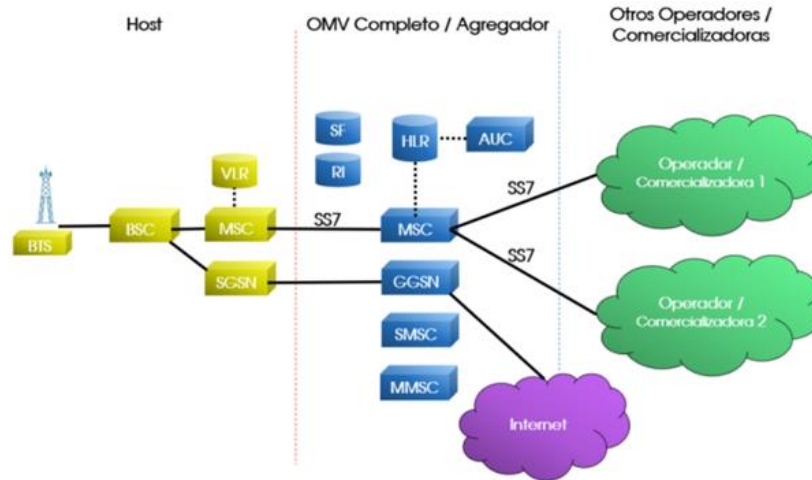 Host
OMV Completo / Agregador
Otros Operadores /
Comercializadoras
SF
RI
HLR
AUC
VLR
BTS
BSC
MSC
SS7
MSC
SS7
SS7
Operador /
Comercializadora 1
SGSN
GGSN
Operador /
Comercializadora 2
SMSC
MMSC
Internet